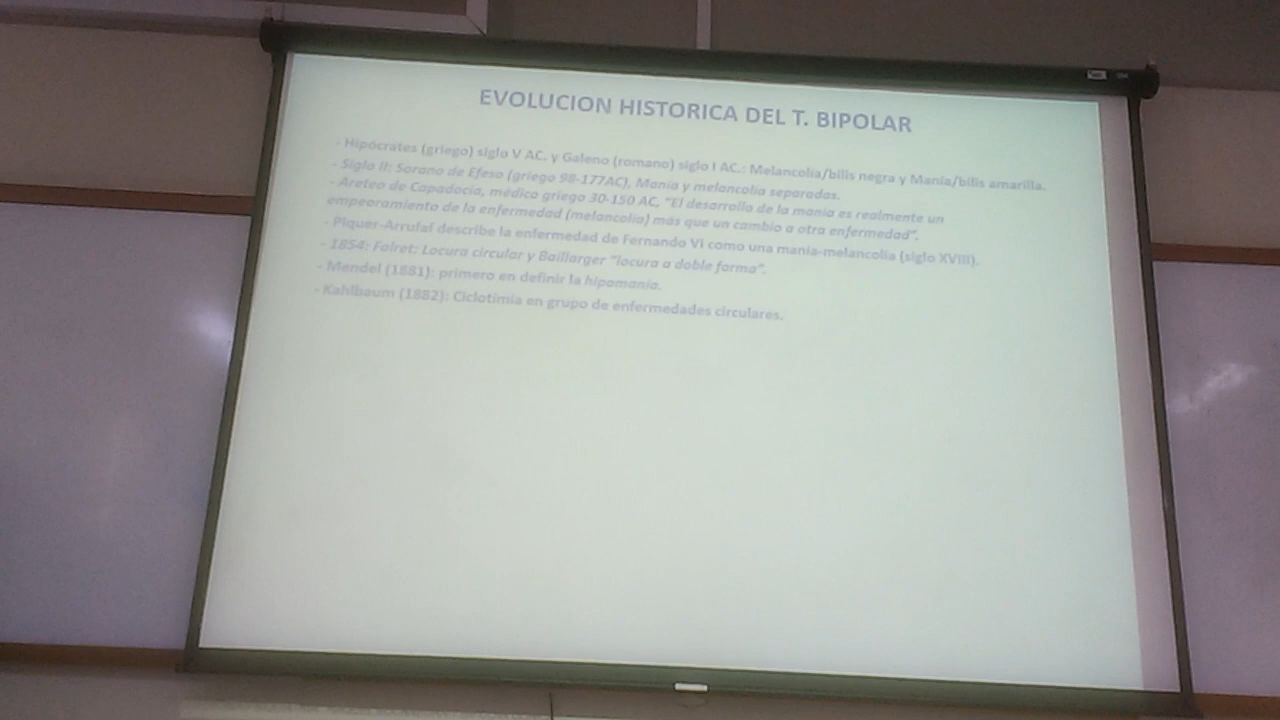 EVOLUCION HISTORICA DEL T. BIPOLAR
- Hipócrates (griego) siglo V AC. y Galeno (romano) siglo I AC.: Melancolía/bilis negra y Manía/bilis amarilla.
- Siglo II: Sorano de Efeso (griego 98-177AC), Manía y melancolía separadas.
- Areteo de Capadocia, médico griego 30-150 AC, "El desarrollo de la manía es realmente un
empeoramiento de la enfermedad (melancolía) más que un cambio a otra enfermedad".
- Piquer-Arrufaf describe la enfermedad de Fernando VI como una manía-melancolía (siglo XVIII).
- 1854: Falret: Locura circular y Baillarger "locura a doble forma".
- Mendel (1881): primero en definir la hipomanía.
- Kahlbaum (1882): Ciclotimia en grupo de enfermedades circulares.